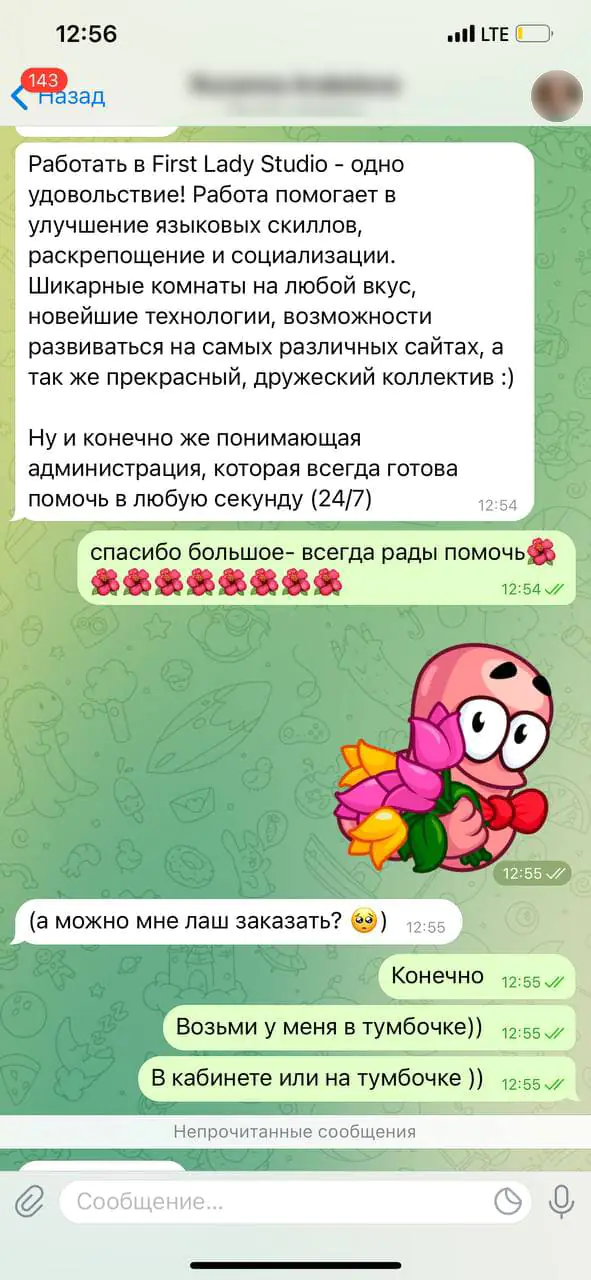 12:56
LTE
143
Назад
Работать в First Lady Studio - одно
удовольствие! Работа помогает в
улучшение языковых скиллов,
раскрепощение и социализации.
Шикарные комнаты на любой вкус,
новейшие технологии, возможности
развиваться на самых различных сайтах, а
так же прекрасный, дружеский коллектив :)
Ну и конечно же понимающая
администрация, которая всегда готова
помочь в любую секунду (24/7)
12:54
спасибо большое- всегда рады помочь🌺
🌺🌺🌺🌺🌺🌺🌺🌺
12:54
12:55
(а можно мне лаш заказать? 🥺)
12:55
Конечно
12:55
Возьми у меня в тумбочке))
12:55
В кабинете или на тумбочке ))
12:55
Непрочитанные сообщения
Сообщение...